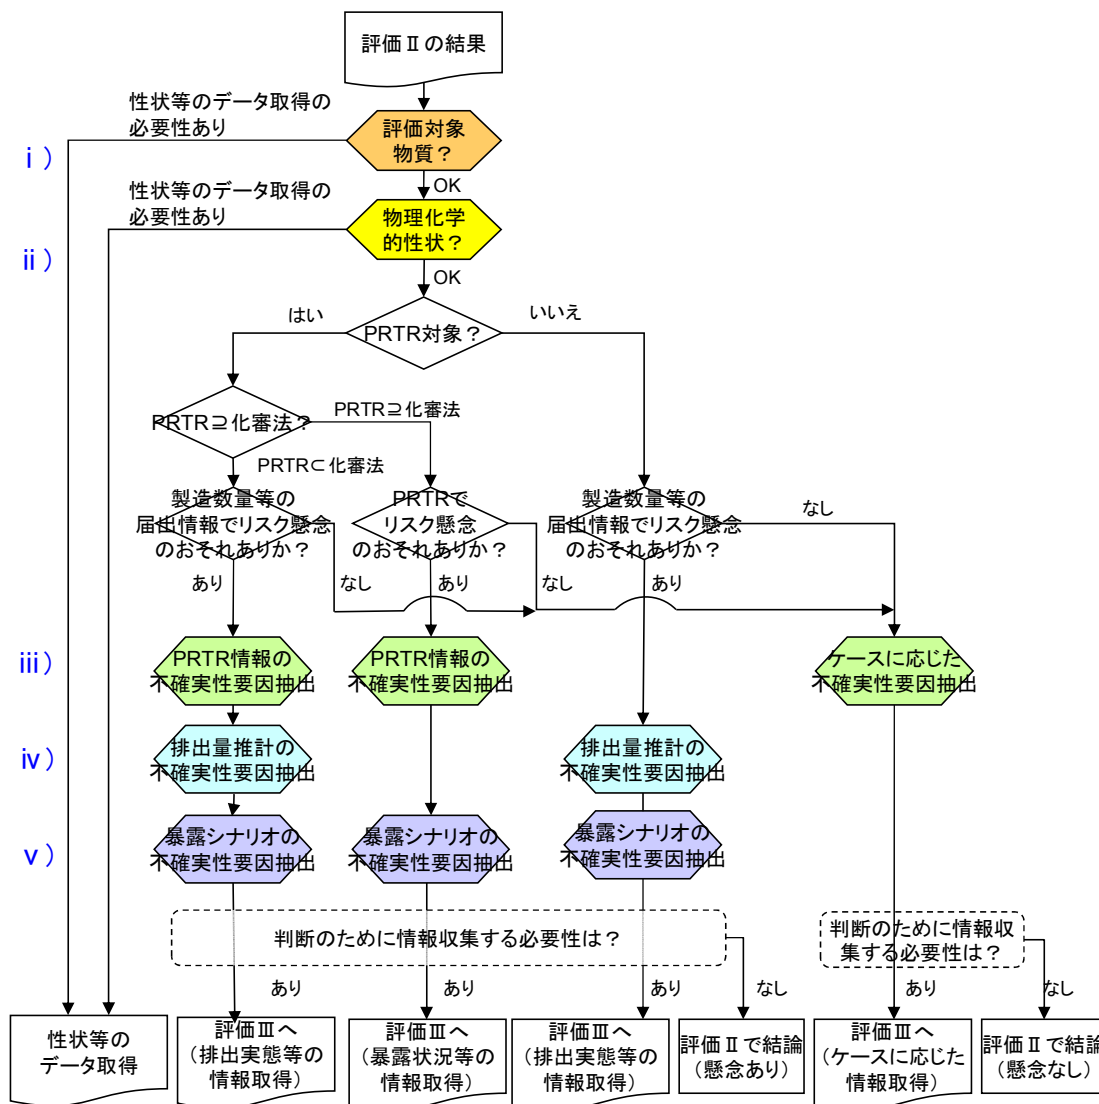 評価Ⅱの結果
性状等のデータ取得の
必要性あり
評価対象
物質？
ⅰ）
OK
性状等のデータ取得の
必要性あり
物理化学
的性状？
ⅱ）
OK
はい
いいえ
PRTR対象？
PRTR⊇化審法？
PRTR⊇化審法
PRTR⊂化審法
製造数量等の
届出情報でリスク懸念
のおそれありか？
PRTRで
リスク懸念
のおそれありか？
製造数量等の
届出情報でリスク懸念
のおそれありか？
なし
あり
なし
あり
なし
あり
ⅲ）
PRTR情報の
不確実性要因抽出
PRTR情報の
不確実性要因抽出
ケースに応じた
不確実性要因抽出
ⅳ）
排出量推計の
不確実性要因抽出
排出量推計の
不確実性要因抽出
ⅴ）
暴露シナリオの
不確実性要因抽出
暴露シナリオの
不確実性要因抽出
暴露シナリオの
不確実性要因抽出
判断のために情報収集する必要性は？
判断のために情報収
集する必要性は？
あり
あり
あり
なし
あり
なし
性状等の
データ取得
評価Ⅲへ
（排出実態等の
情報取得）
評価Ⅲへ
（暴露状況等の
情報取得）
評価Ⅲへ
（排出実態等の
情報取得）
評価Ⅱで結論
（懸念あり）
評価Ⅲへ
（ケースに応じた
情報取得）
評価Ⅱで結論
（懸念なし）